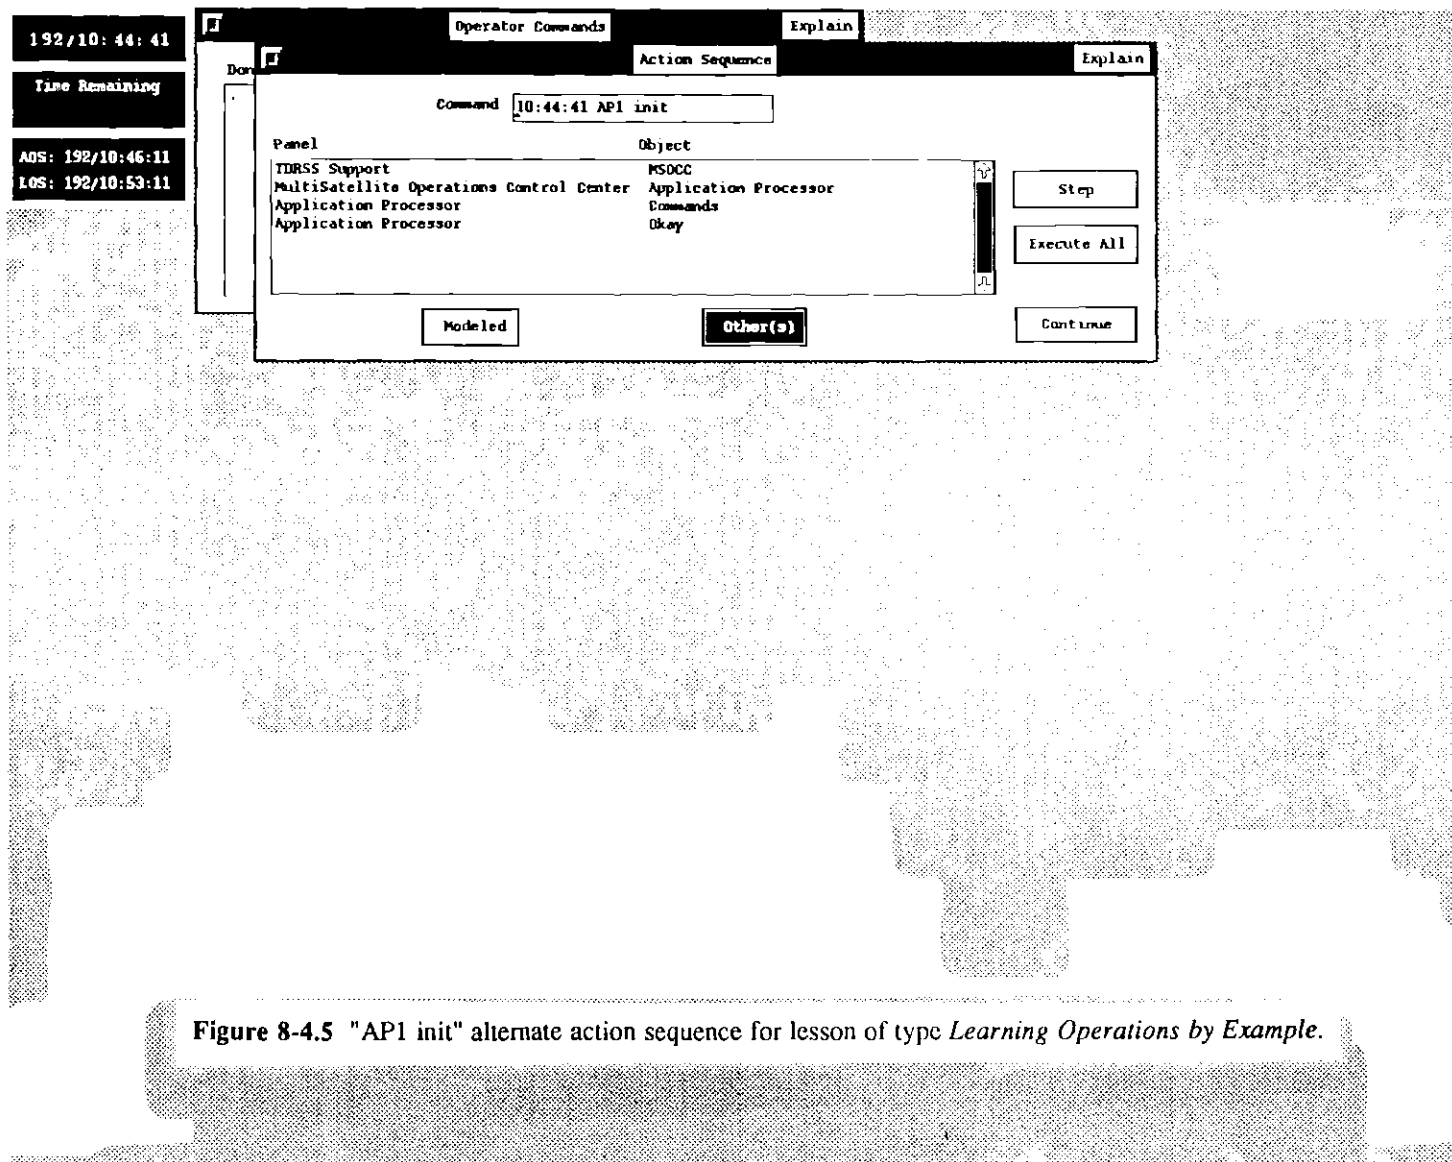 192/10:44:41
Time Remaining
AOS: 192/10:46:11
LOS: 192/10:53:11
Operator Commands
Explain
Action Sequence
Explain
Command 10:44:41 AP1 init
Panel Object
TDRSS Support MSOCC
MultiSatellite Operations Control Center Application Processor
Application Processor Commands
Application Processor Okay
Step
Execute All
Modeled
Other(s)
Continue
Figure 8-4.5 "AP1 init" alternate action sequence for lesson of type Learning Operations by Example.